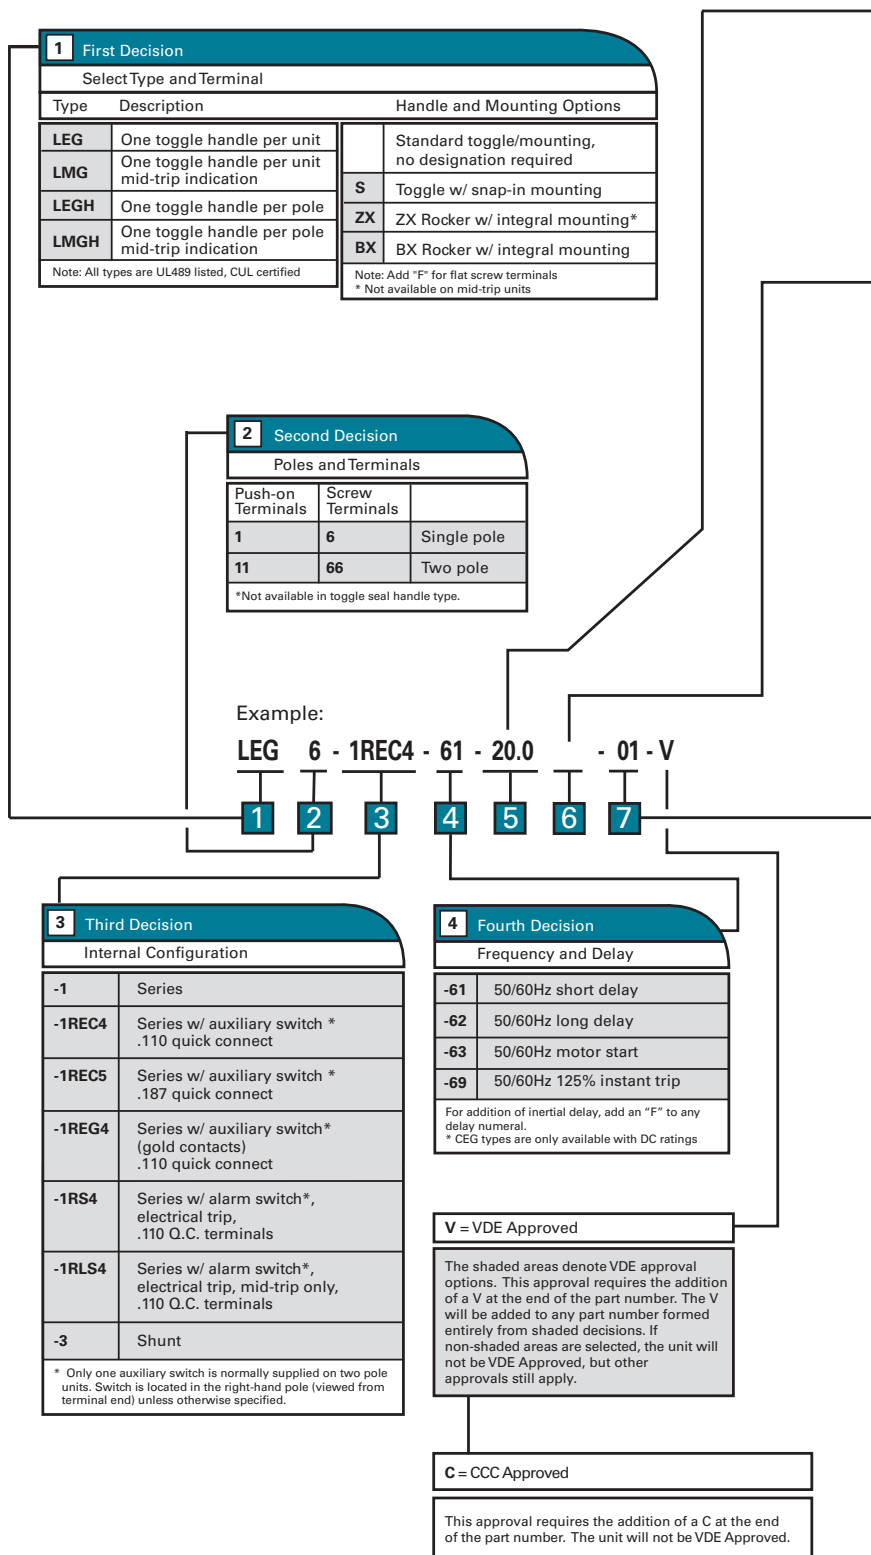 1 First Decision
Select Type and Terminal
Type Description Handle and Mounting Options
LEG One toggle handle per unit
LMG One toggle handle per unit
mid-trip indication
LEGH One toggle handle per pole
LMGH One toggle handle per pole
mid-trip indication
Note: All types are UL489 listed, CUL certified
Standard toggle/mounting,
no designation required
S Toggle w/ snap-in mounting
ZX ZX Rocker w/ integral mounting*
BX BX Rocker w/ integral mounting
Note: Add "F" for flat screw terminals
* Not available on mid-trip units
2 Second Decision
Poles and Terminals
Push-on Terminals Screw Terminals
1 6 Single pole
11 66 Two pole
*Not available in toggle seal handle type.
Example:
LEG 6 - 1REC4 - 61 - 20.0 - 01 - V
1 2 3 4 5 6 7
3 Third Decision
Internal Configuration
-1 Series
-1REC4 Series w/ auxiliary switch *
.110 quick connect
-1REC5 Series w/ auxiliary switch *
.187 quick connect
-1REG4 Series w/ auxiliary switch*
(gold contacts)
.110 quick connect
-1RS4 Series w/ alarm switch*,
electrical trip,
.110 Q.C. terminals
-1RLS4 Series w/ alarm switch*,
electrical trip, mid-trip only,
.110 Q.C. terminals
-3 Shunt
* Only one auxiliary switch is normally supplied on two pole
units. Switch is located in the right-hand pole (viewed from
terminal end) unless otherwise specified.
4 Fourth Decision
Frequency and Delay
-61 50/60Hz short delay
-62 50/60Hz long delay
-63 50/60Hz motor start
-69 50/60Hz 125% instant trip
For addition of inertial delay, add an “F” to any
delay numeral.
* CEG types are only available with DC ratings
V = VDE Approved
The shaded areas denote VDE approval
options. This approval requires the addition
of a V at the end of the part number. The V
will be added to any part number formed
entirely from shaded decisions. If
non-shaded areas are selected, the unit will
not be VDE Approved, but other
approvals still apply.
C = CCC Approved
This approval requires the addition of a C at the end
of the part number. The unit will not be VDE Approved.